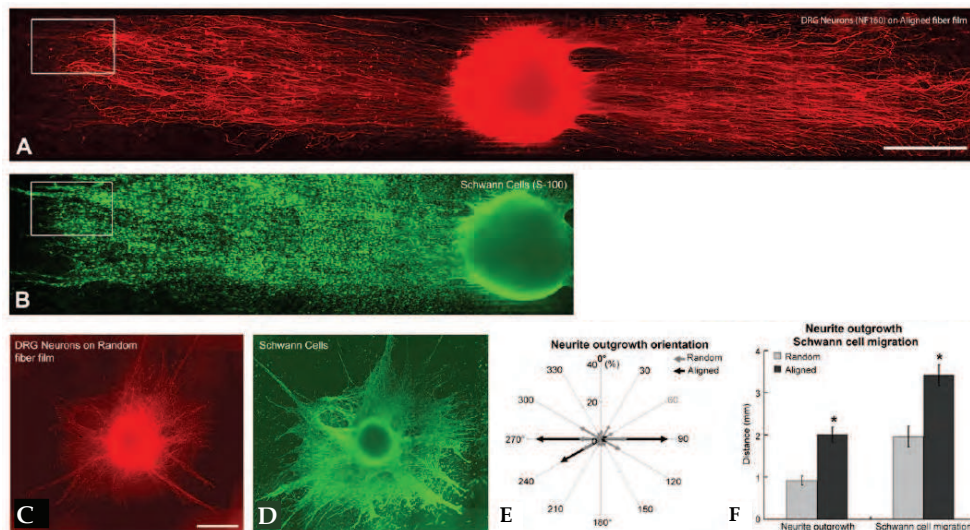 DRG Neurons (NF160) on Aligned fiber film
A
Schwann Cells (S-100)
B
DRG Neurons on Random
fiber film
C
Schwann Cells
D
Neurite outgrowth orientation
0°
40 (%)
Random
Aligned
330
30
300
20
60
270°
0
90
240
120
210
150
180°
E
Neurite outgrowth
Schwann cell migration
Random
Aligned
4
3
2
1
0
Distance (mm)
*
*
Neurite outgrowth
Schwann cell migration
F